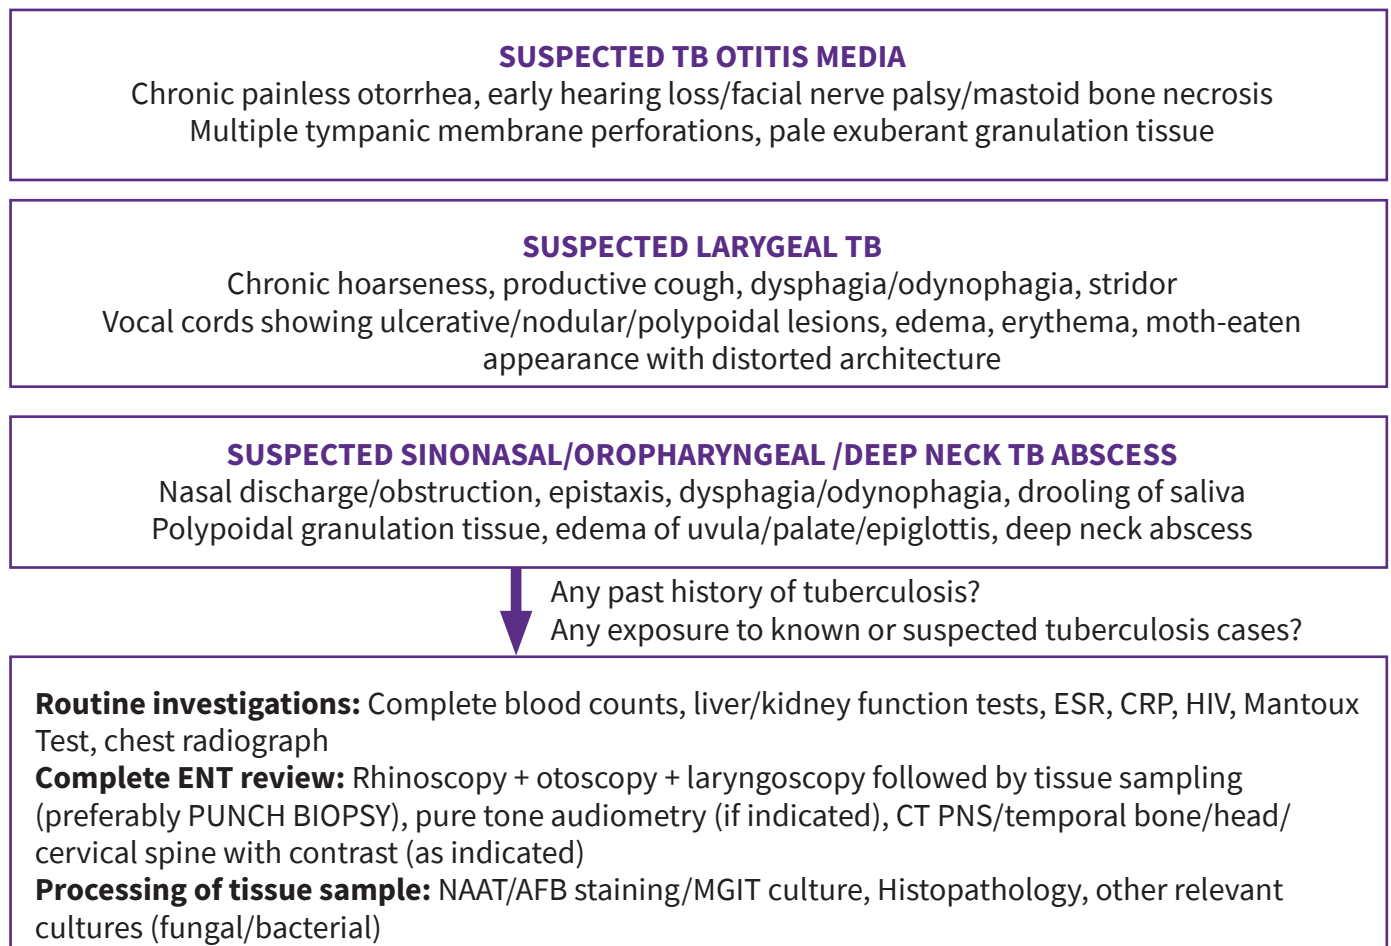 SUSPECTED TB OTITIS MEDIA
Chronic painless otorrhea, early hearing loss/facial nerve palsy/mastoid bone necrosis
Multiple tympanic membrane perforations, pale exuberant granulation tissue
SUSPECTED LARYGEAL TB
Chronic hoarseness, productive cough, dysphagia/odynophagia, stridor
Vocal cords showing ulcerative/nodular/polypoidal lesions, edema, erythema, moth-eaten
appearance with distorted architecture
SUSPECTED SINONASAL/OROPHARYNGEAL /DEEP NECK TB ABSCESS
Nasal discharge/obstruction, epistaxis, dysphagia/odynophagia, drooling of saliva
Polypoidal granulation tissue, edema of uvula/palate/epiglottis, deep neck abscess
Any past history of tuberculosis?
Any exposure to known or suspected tuberculosis cases?
Routine investigations: Complete blood counts, liver/kidney function tests, ESR, CRP, HIV, Mantoux
Test, chest radiograph
Complete ENT review: Rhinoscopy + otoscopy + laryngoscopy followed by tissue sampling
(preferably PUNCH BIOPSY), pure tone audiometry (if indicated), CT PNS/temporal bone/head/
cervical spine with contrast (as indicated)
Processing of tissue sample: NAAT/AFB staining/MGIT culture, Histopathology, other relevant
cultures (fungal/bacterial)